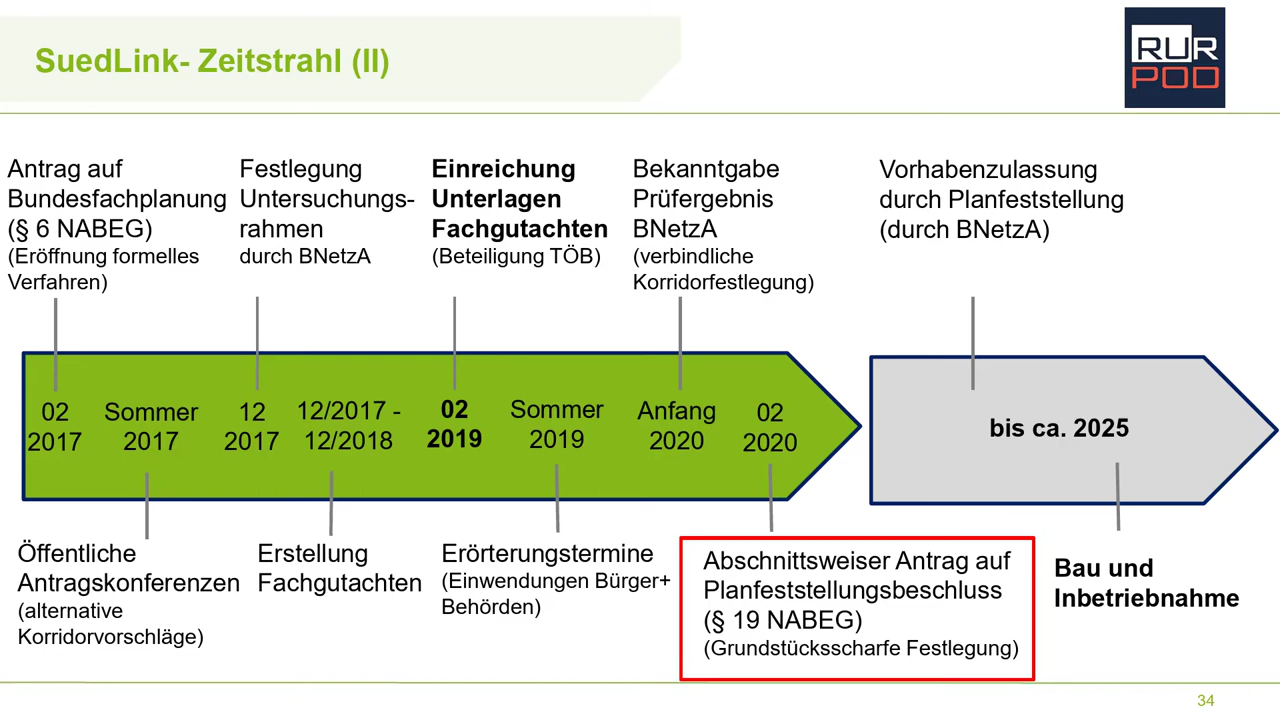 SuedLink- Zeitstrahl (II)
RUR
POD
Antrag auf
Bundesfachplanung
(§ 6 NABEG)
(Eröffnung formelles
Verfahren)
Festlegung
Untersuchungs-
rahmen
durch BNetzA
Einreichung
Unterlagen
Fachgutachten
(Beteiligung TÖB)
Bekanntgabe
Prüfergebnis
BNetzA
(verbindliche
Korridorfestlegung)
Vorhabenzulassung
durch Planfeststellung
(durch BNetzA)
02
2017
Sommer
2017
12
2017
12/2017 -
12/2018
02
2019
Sommer
2019
Anfang
2020
02
2020
bis ca. 2025
Öffentliche
Antragskonferenzen
(alternative
Korridorvorschläge)
Erstellung
Fachgutachten
Erörterungstermine
(Einwendungen Bürger+
Behörden)
Abschnittsweiser Antrag auf
Planfeststellungsbeschluss
(§ 19 NABEG)
(Grundstücksscharfe Festlegung)
Bau und
Inbetriebnahme
34